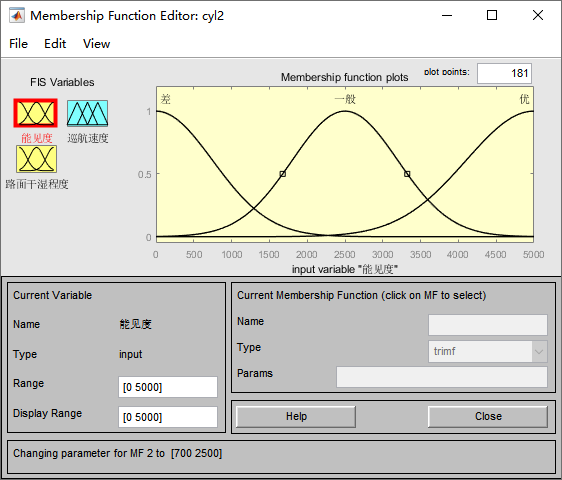 Membership Function Editor: cyl2
File Edit View
FIS Variables
Membership function plots
plot points: 181
能见度
巡航速度
路面干湿程度
差 一般 优
1
0.5
0
0 500 1000 1500 2000 2500 3000 3500 4000 4500 5000
input variable "能见度"
Current Variable
Name 能见度
Type input
Range [0 5000]
Display Range [0 5000]
Current Membership Function (click on MF to select)
Name
Type trimf
Params
Help Close
Changing parameter for MF 2 to [700 2500]